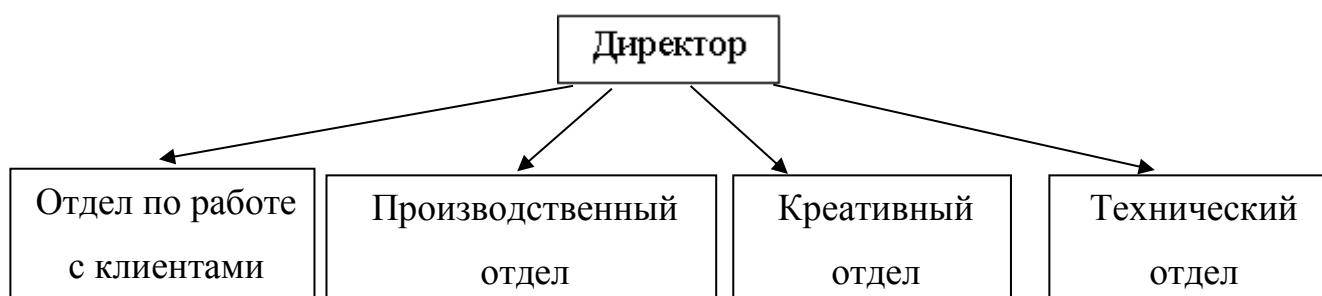 Директор
Отдел по работе
с клиентами
Производственный
отдел
Креативный
отдел
Технический
отдел